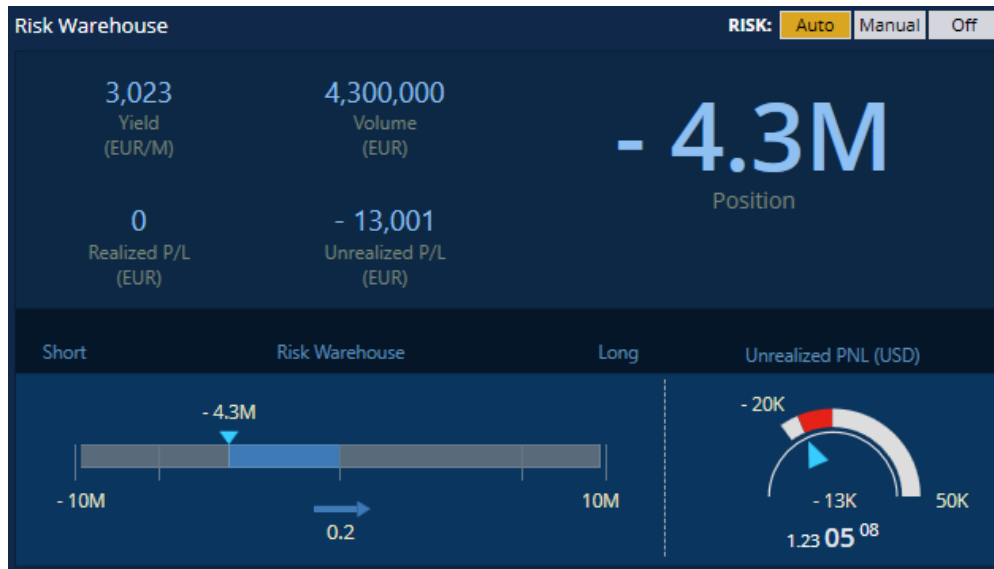 Risk Warehouse
RISK: Auto Manual Off
3,023
Yield
(EUR/M)
4,300,000
Volume
(EUR)
- 4.3M
Position
0
Realized P/L
(EUR)
- 13,001
Unrealized P/L
(EUR)
Short Risk Warehouse Long
Unrealized PNL (USD)
- 4.3M
- 10M
10M
0.2
- 20K
- 13K
50K
1.23 05 08